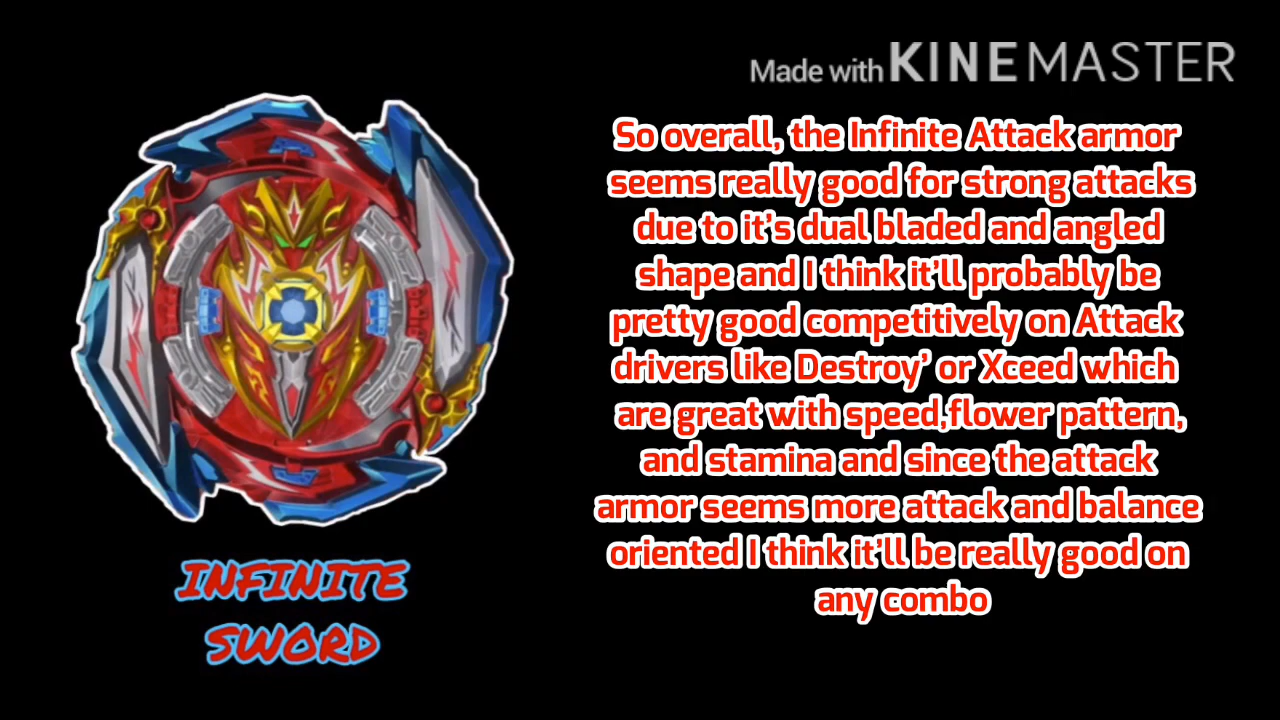 Made with KINEMASTER
So overall, the Infinite Attack armor
seems really good for strong attacks
due to it's dual bladed and angled
shape and I think it'll probably be
pretty good competitively on Attack
drivers like Destroy' or Xceed which
are great with speed,flower pattern,
and stamina and since the attack
armor seems more attack and balance
oriented I think it'll be really good on
any combo
INFINITE
SWORD